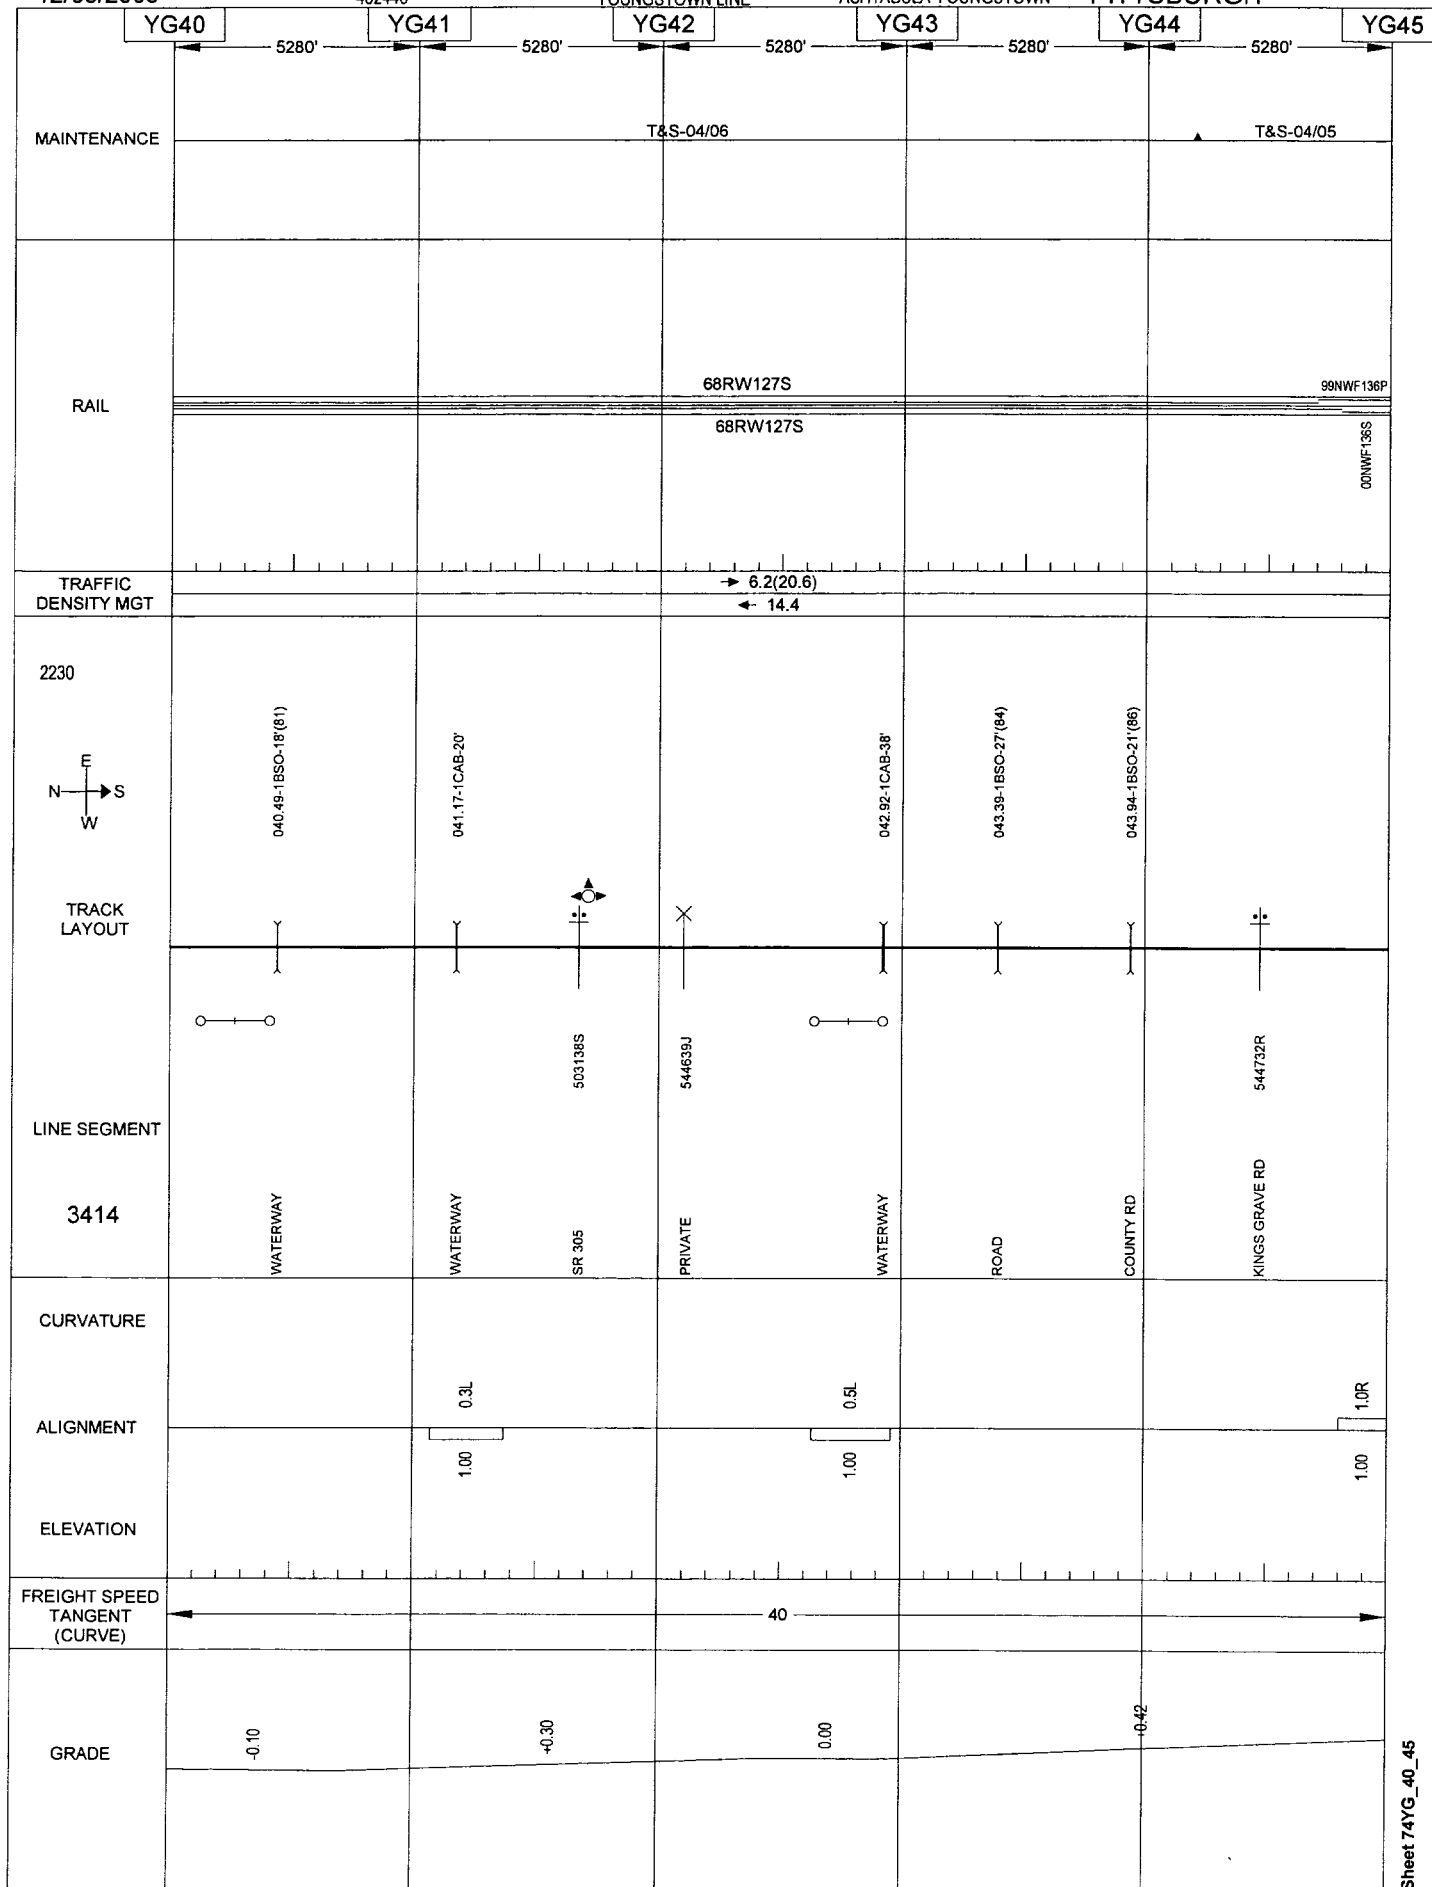 YOUNGSTOWN LINE
PITTSBURGH
YG40
YG41
YG42
YG43
YG44
YG45
5280'
5280'
5280'
5280'
5280'
MAINTENANCE
T&S-04/06
T&S-04/05
RAIL
68RW127S
99NWF136P
68RW127S
00NWF136S
TRAFFIC
DENSITY MGT
6.2(20.6)
14.4
2230
E
N
S
W
040.49-1BSO-18'(81)
041.17-1CAB-20'
042.92-1CAB-38'
043.39-1BSO-27'(84)
043.94-1BSO-21'(86)
TRACK
LAYOUT
503138S
544639J
544732R
LINE SEGMENT
3414
WATERWAY
WATERWAY
SR 305
PRIVATE
WATERWAY
ROAD
COUNTY RD
KINGS GRAVE RD
CURVATURE
0.3L
0.5L
1.0R
ALIGNMENT
1.00
1.00
1.00
ELEVATION
FREIGHT SPEED
TANGENT
(CURVE)
40
GRADE
-0.10
+0.30
0.00
+0.42
Sheet 74YG_40_45